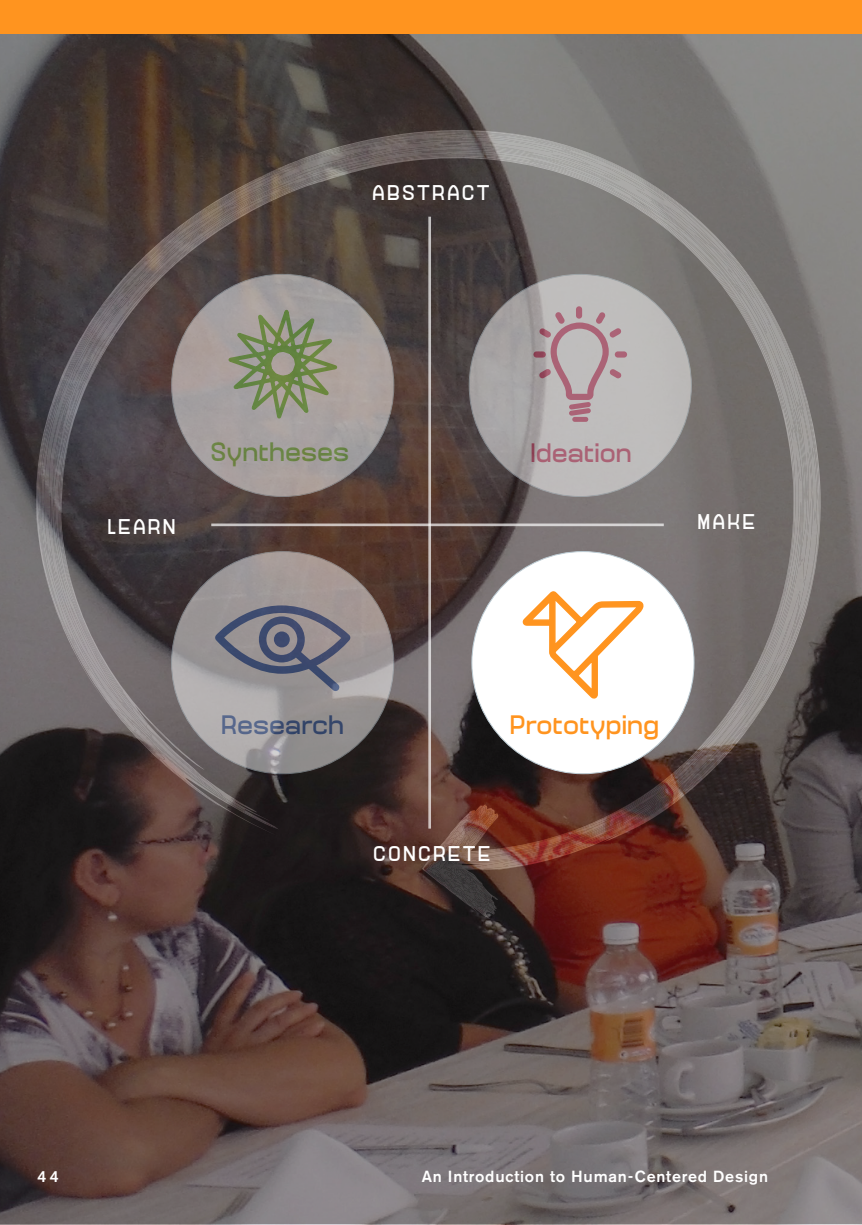 ABSTRACT
Syntheses
Ideation
LEARN
MAKE
Research
Prototyping
CONCRETE
44
An Introduction to Human-Centered Design